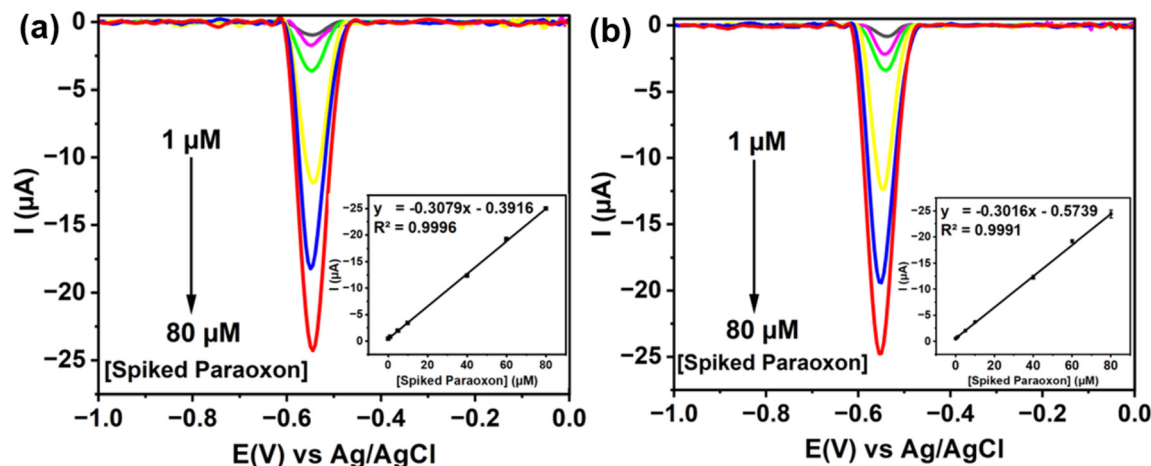 (a)
0
−5
−10
−15
−20
−25
I (µA)
1 µM
80 µM
[Spiked Paraoxon]
y = -0.3079x - 0.3916
R² = 0.9996
−25
−20
−15
−10
−5
0
I (µA)
0 20 40 60 80
[Spiked Paraoxon] (µM)
−1.0 −0.8 −0.6 −0.4 −0.2 0.0
E(V) vs Ag/AgCl
(b)
0
−5
−10
−15
−20
−25
I (µA)
1 µM
80 µM
[Spiked Paraoxon]
y = -0.3016x - 0.5739
R² = 0.9991
−25
−20
−15
−10
−5
0
I (µA)
0 20 40 60 80
[Spiked Paraoxon] (µM)
−1.0 −0.8 −0.6 −0.4 −0.2 0.0
E(V) vs Ag/AgCl